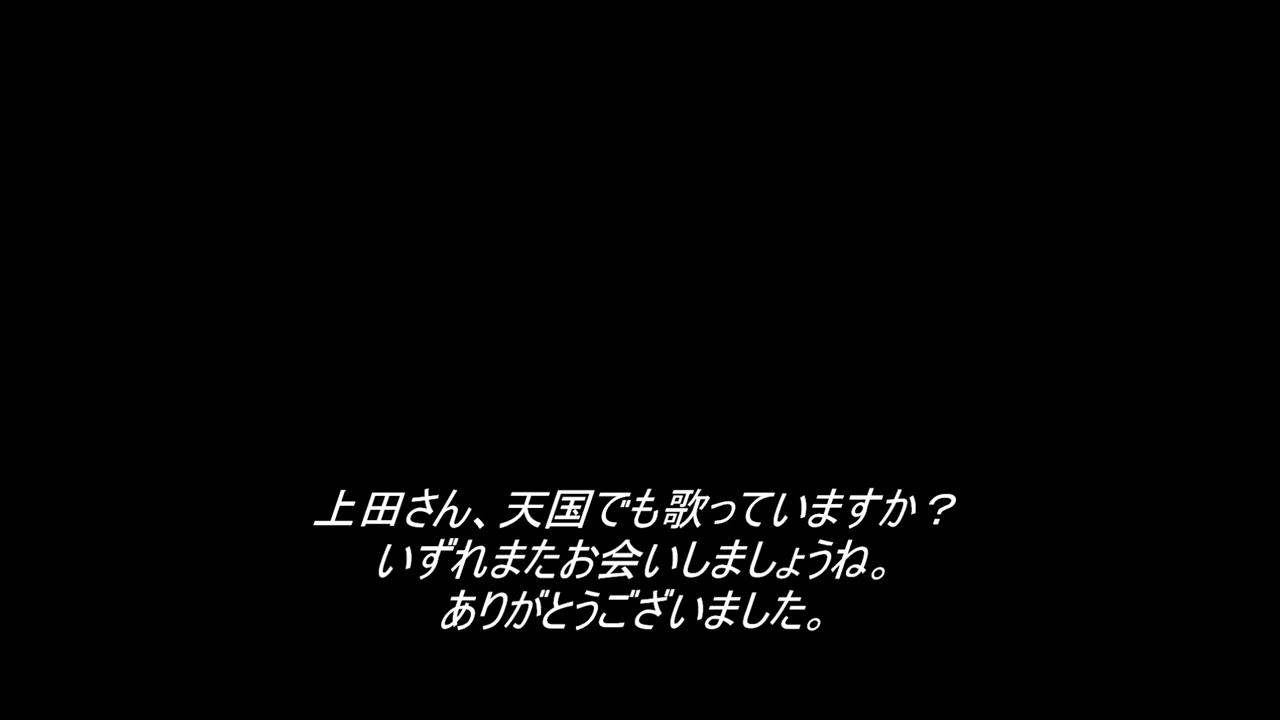 上田さん、天国でも歌っていますか？
いずれまたお会いしましょうね。
ありがとうございました。